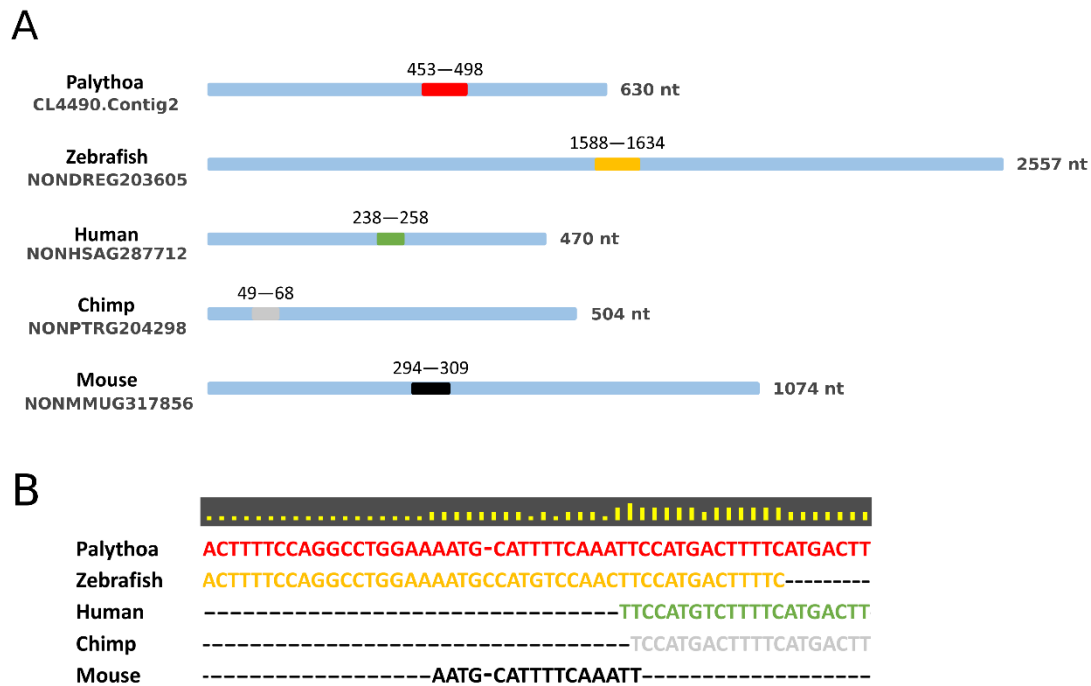 A
453—498
Palythoa
CL4490.Contig2
630 nt
1588—1634
Zebrafish
NONDREG203605
2557 nt
238—258
Human
NONHSAG287712
470 nt
49—68
Chimp
NONPTRG204298
504 nt
294—309
Mouse
NONMMUG317856
1074 nt
B
Palythoa ACTTTTCCAGGCCTGGAAAATG-CATTTTCAAATTCCATGACTTTTCATGACTT
Zebrafish ACTTTTCCAGGCCTGGAAAATGCCATGTCCAACTTCCATGACTTTTC---------
Human ------------------------------------------TTCCATGTCTTTTCATGACTT
Chimp -------------------------------------------TCCATGACTTTTCATGACTT
Mouse -----------------------AATG-CATTTTCAAATT-----------------------